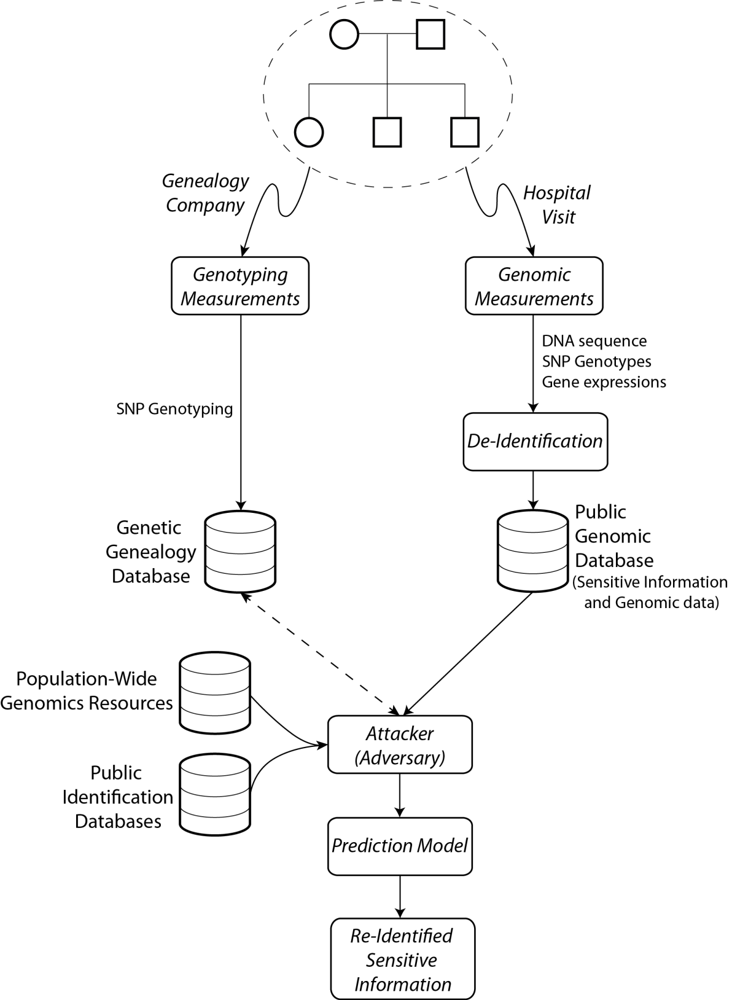 Genealogy
Company
Hospital
Visit
Genotyping
Measurements
Genomic
Measurements
DNA sequence
SNP Genotypes
Gene expressions
SNP Genotyping
De-Identification
Genetic
Genealogy
Database
Public
Genomic
Database
(Sensitive Information
and Genomic data)
Population-Wide
Genomics Resources
Public
Identification
Databases
Attacker
(Adversary)
Prediction Model
Re-Identified
Sensitive
Information